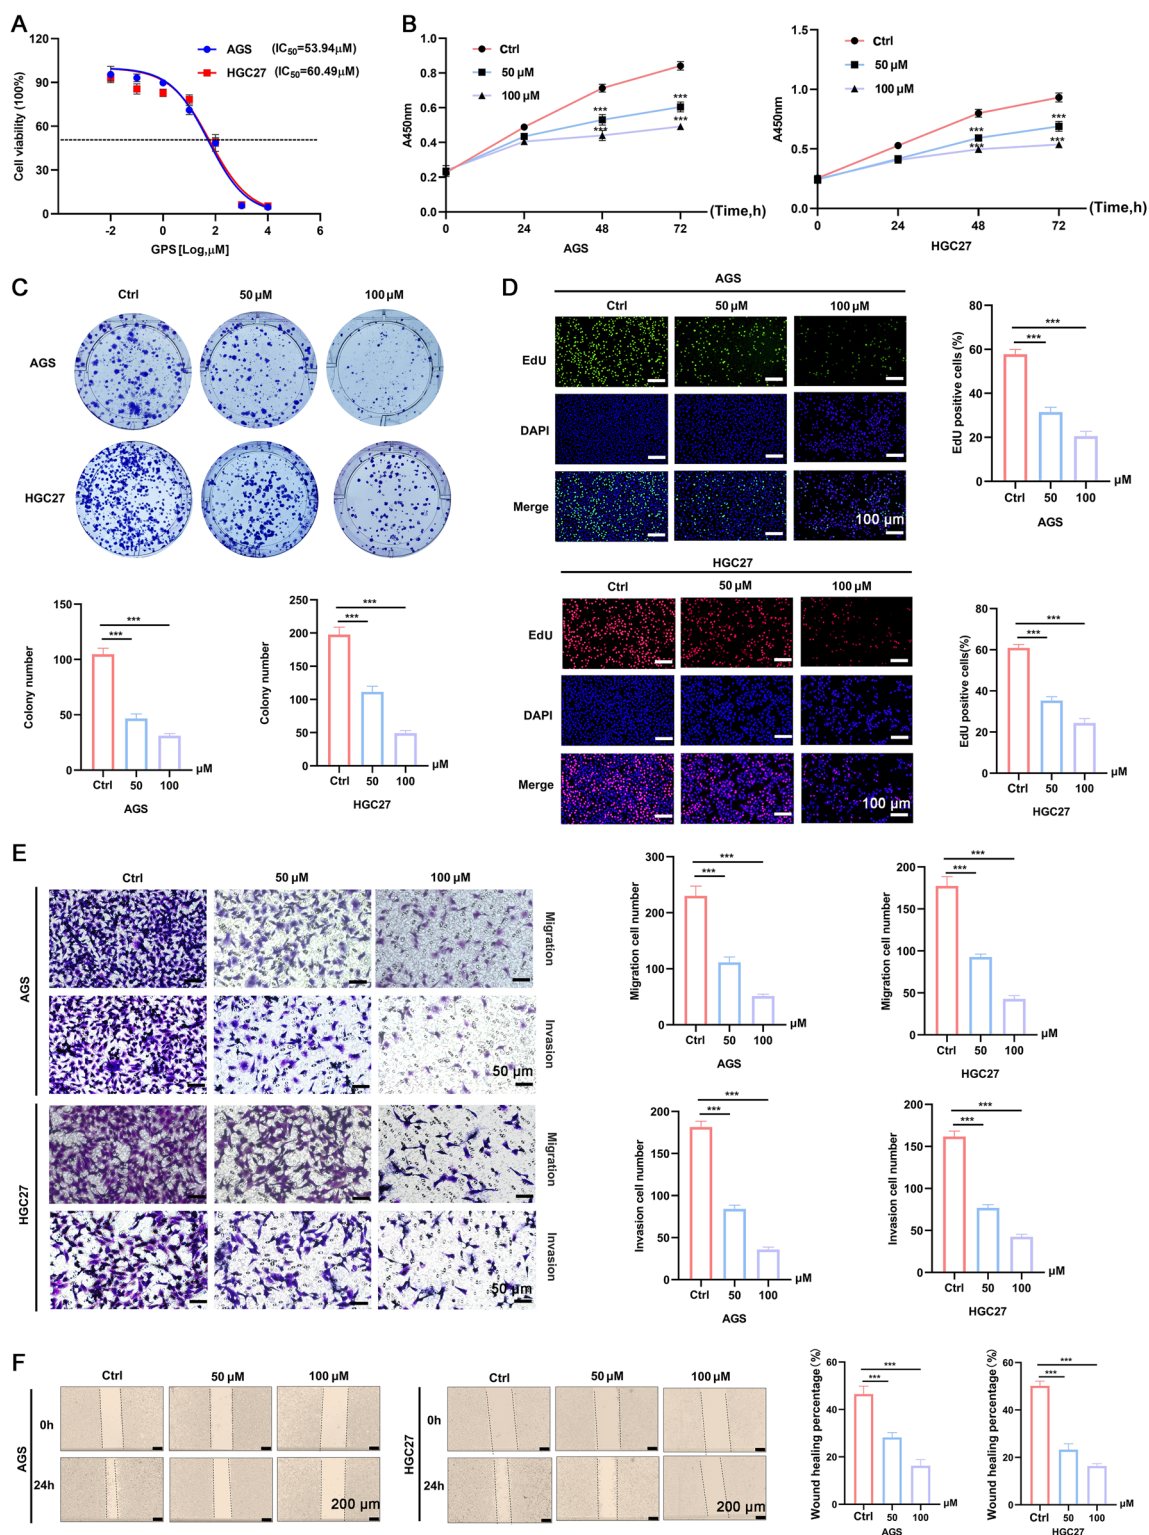 A
120
90
60
30
0
Cell viability (100%)
AGS (IC50=53.94μM)
HGC27 (IC50=60.49μM)
-2 0 2 4 6
GPS [Log,μM]
B
1.0
0.8
0.6
0.4
0.2
0.0
A450nm
Ctrl
50 μM
100 μM
***
***
***
***
0 24 48 72
(Time,h)
AGS
1.5
1.0
0.5
0.0
A450nm
Ctrl
50 μM
100 μM
***
***
***
***
0 24 48 72
(Time,h)
HGC27
C
Ctrl 50 μM 100 μM
AGS
HGC27
150
100
50
0
Colony number
***
***
Ctrl 50 100 μM
AGS
250
200
150
100
50
0
Colony number
***
***
Ctrl 50 100 μM
HGC27
D
AGS
Ctrl 50 μM 100 μM
EdU
DAPI
Merge
100 μm
80
60
40
20
0
EdU positive cells (%)
***
***
Ctrl 50 100 μM
AGS
HGC27
Ctrl 50 μM 100 μM
EdU
DAPI
Merge
100 μm
80
60
40
20
0
EdU positive cells(%)
***
***
Ctrl 50 100 μM
HGC27
E
Ctrl 50 μM 100 μM
AGS
Migration
Invasion
50 μm
HGC27
Migration
Invasion
50 μm
300
200
100
0
Migration cell number
***
***
Ctrl 50 100 μM
AGS
200
150
100
50
0
Migration cell number
***
***
Ctrl 50 100 μM
HGC27
200
150
100
50
0
Invasion cell number
***
***
Ctrl 50 100 μM
AGS
200
150
100
50
0
Invasion cell number
***
***
Ctrl 50 100 μM
HGC27
F
Ctrl 50 μM 100 μM
AGS
0h
24h
200 μm
Ctrl 50 μM 100 μM
HGC27
0h
24h
200 μm
60
40
20
0
Wound healing percentage (%)
***
***
Ctrl 50 100 μM
AGS
60
40
20
0
Wound healing percentage (%)
***
***
Ctrl 50 100 μM
HGC27